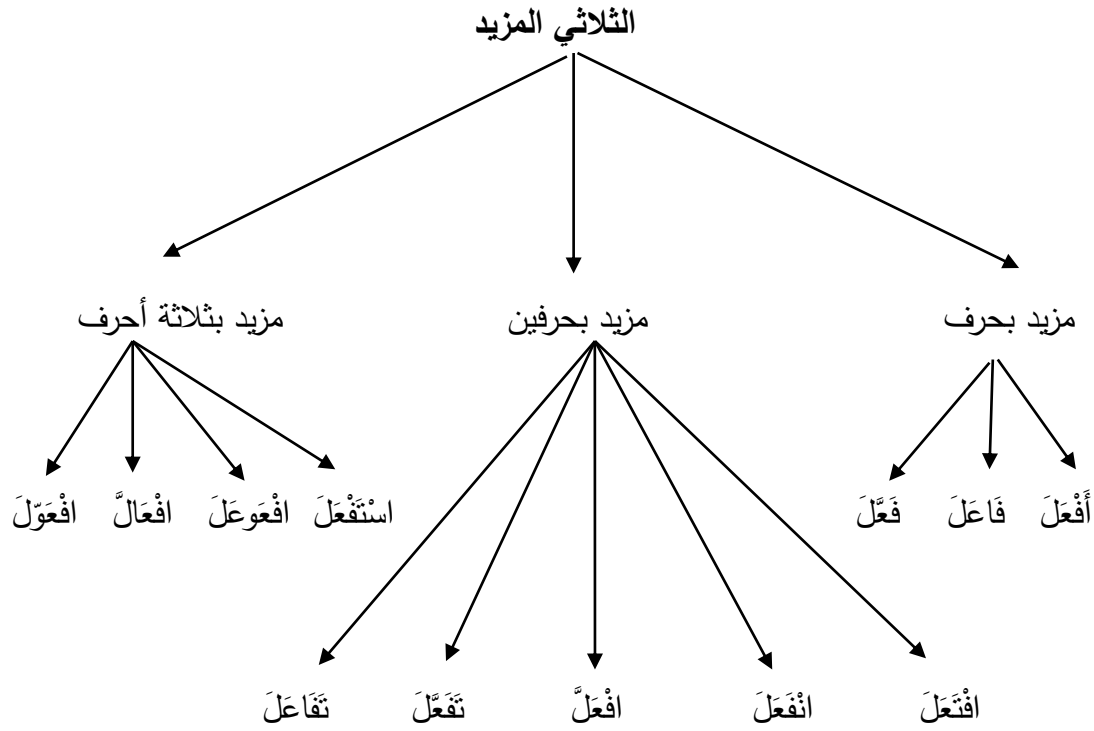 الثلاثي المزيد
مزيد بحرف مزيد بحرفين مزيد بثلاثة أحرف
أَفْعَلَ فَاعَلَ فَعَّلَ اسْتَفْعَلَ افْعَوعَلَ افْعَالَّ افْعَوّلَ
افْتَعَلَ انْفَعَلَ افْعَلَّ تَفَعَّلَ تَفَاعَلَ